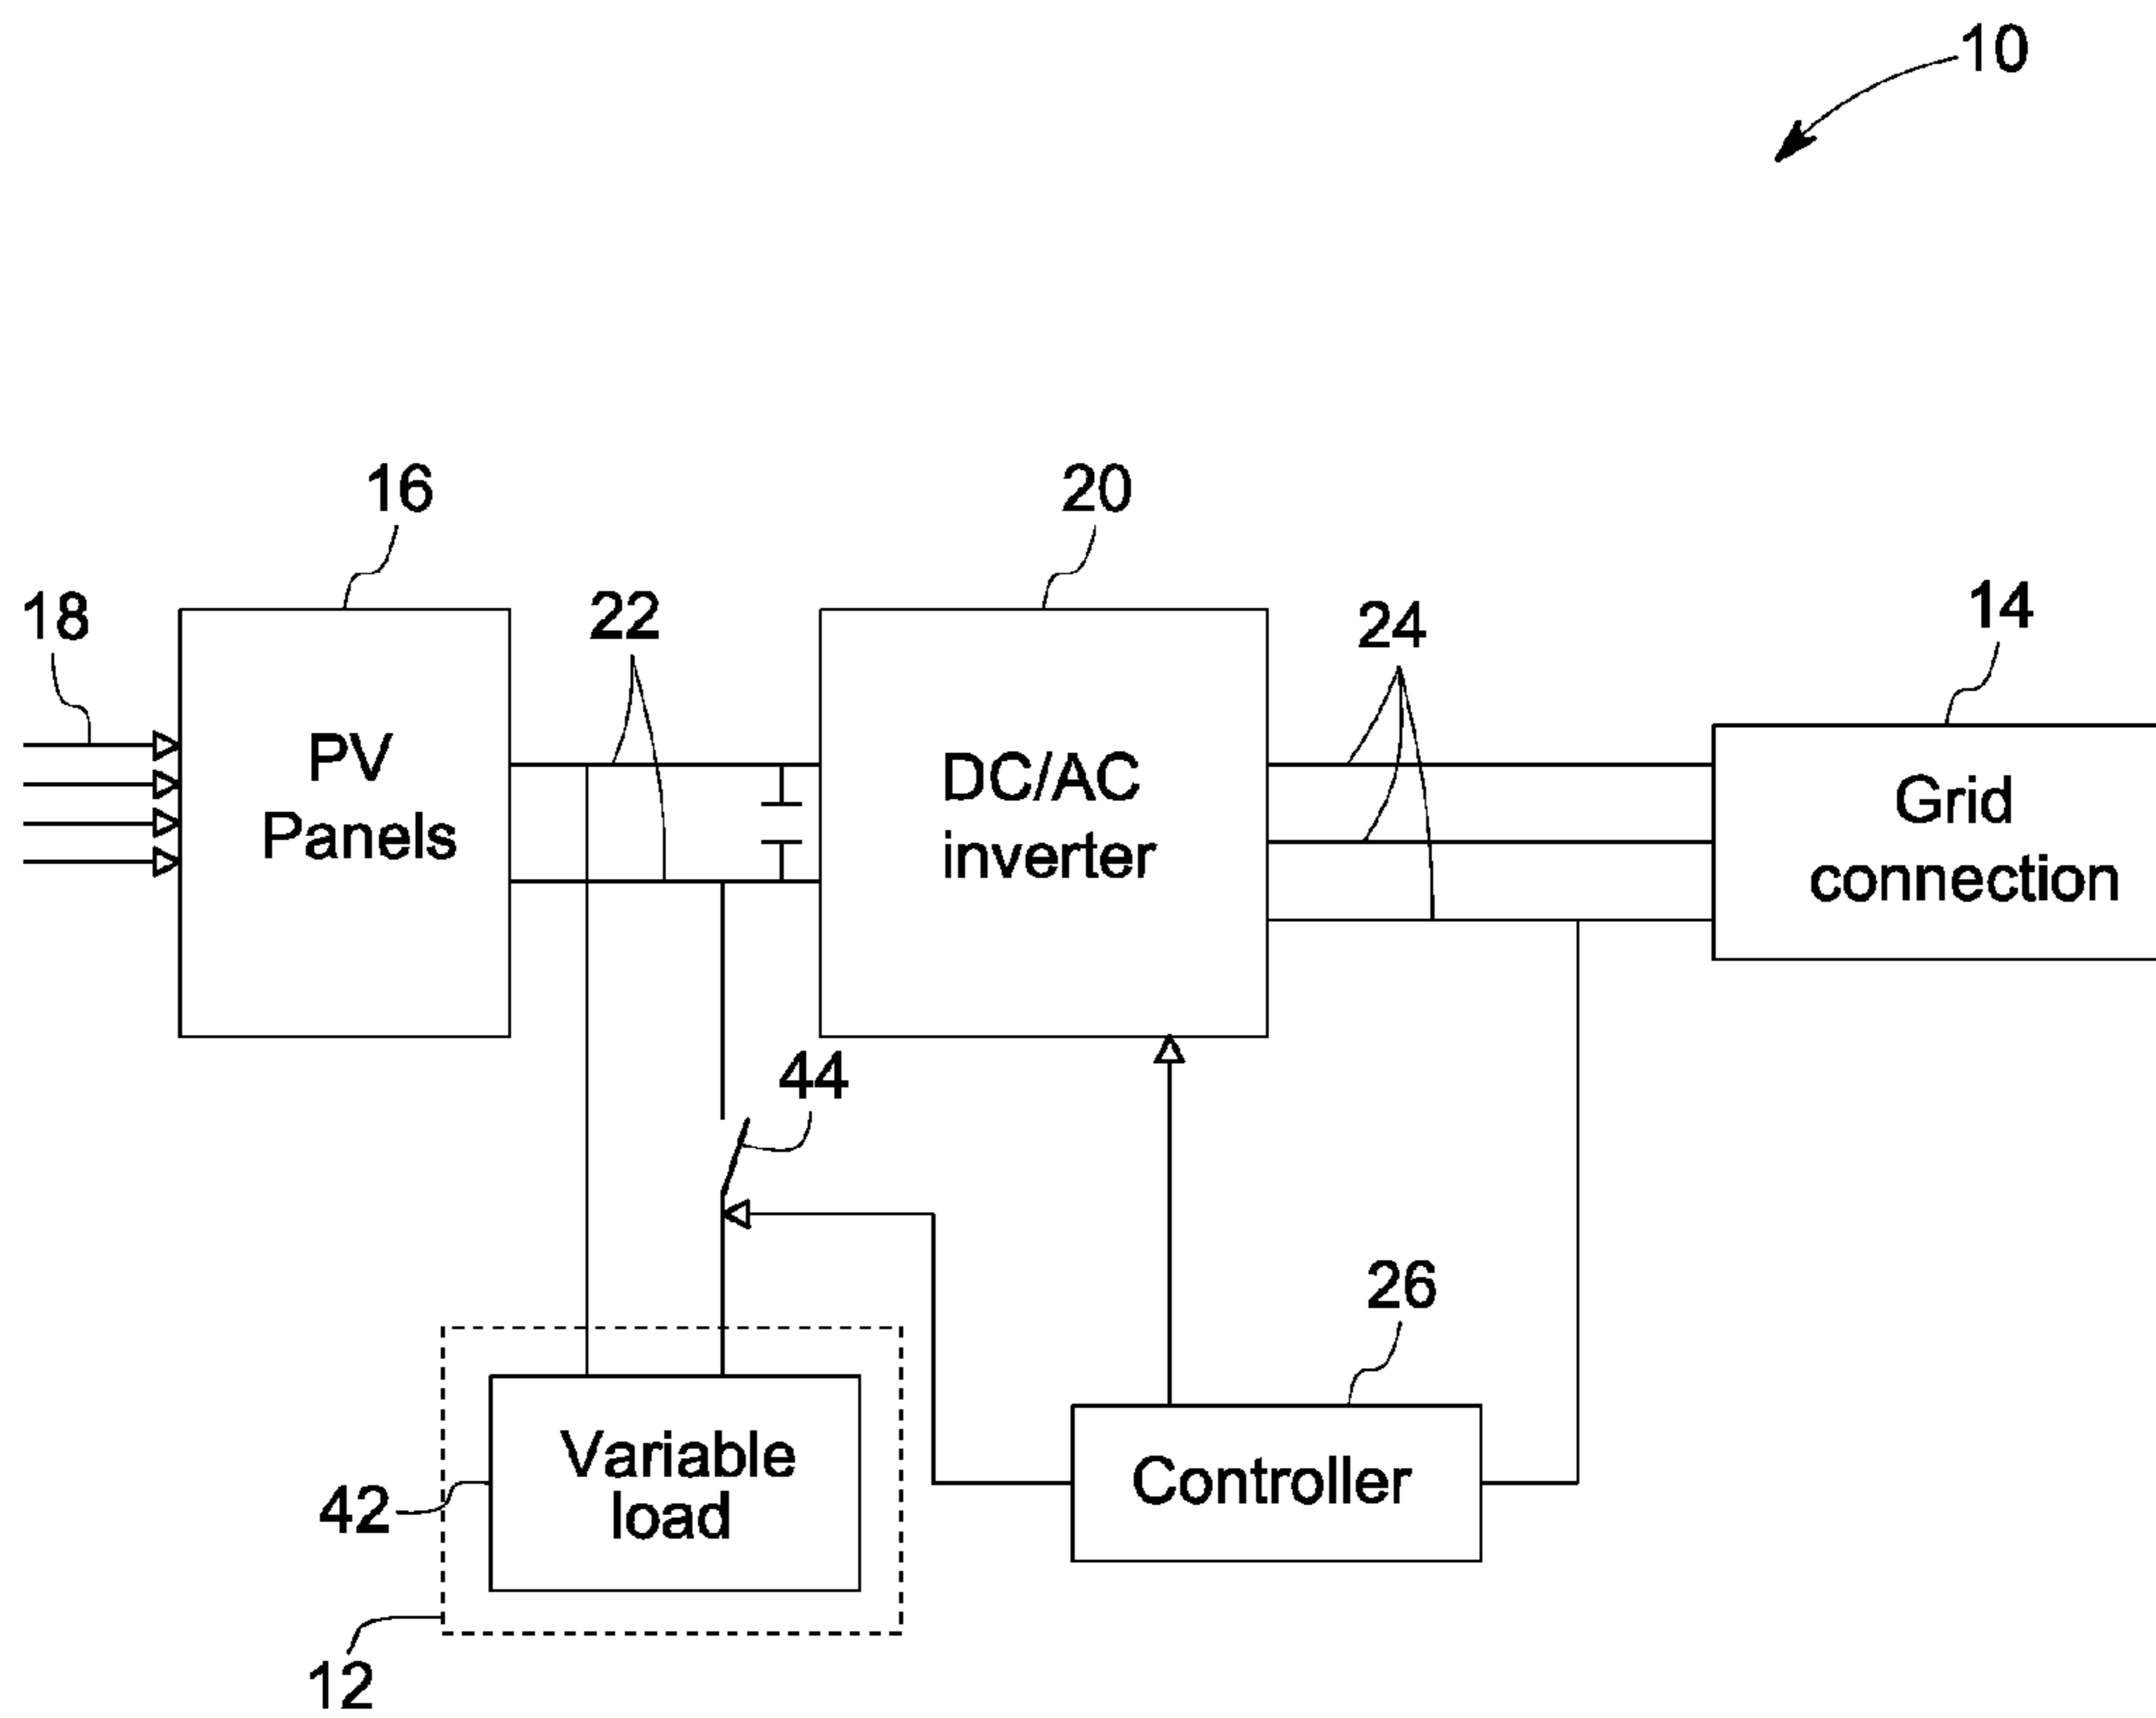 10
16
20
18
22
24
14
PV
Panels
DC/AC
inverter
Grid
connection
44
26
Variable
load
42
Controller
12